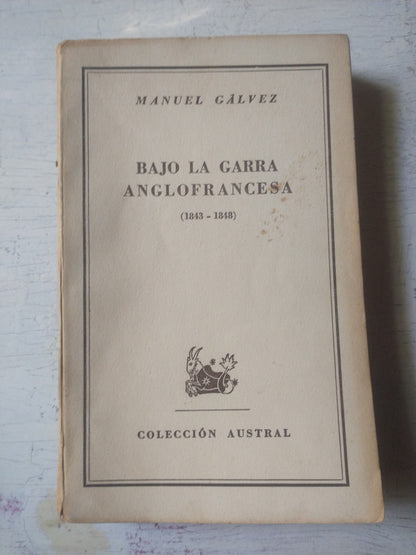 MANUEL GÁLVEZ
BAJO LA GARRA
ANGLOFRANCESA
(1843 - 1848)
COLECCIÓN AUSTRAL